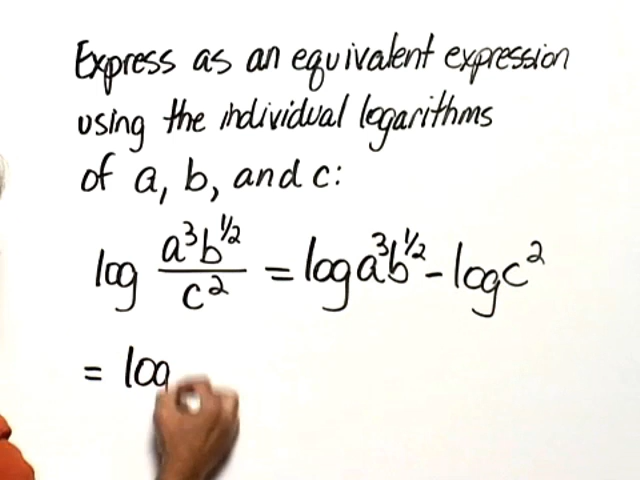 Express as an equivalent expression
using the individual logarithms
of a, b, and c:
log a³b^½ / c² = log a³b^½ - log c²
= log